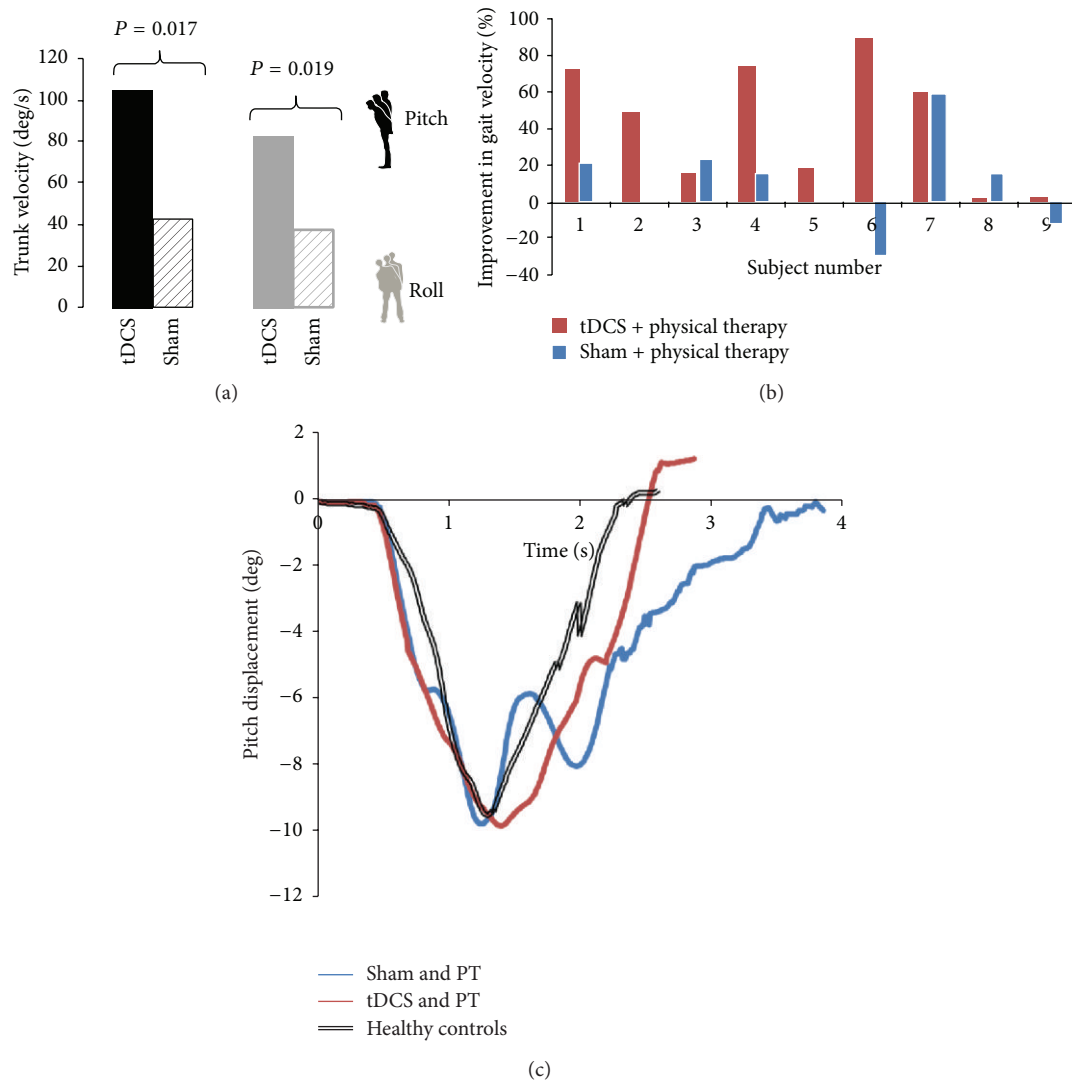 P = 0.017
P = 0.019
120
100
80
60
40
20
0
Trunk velocity (deg/s)
tDCS
Sham
tDCS
Sham
Pitch
Roll
(a)
100
80
60
40
20
0
−20
−40
Improvement in gait velocity (%)
1 2 3 4 5 6 7 8 9
Subject number
tDCS + physical therapy
Sham + physical therapy
(b)
2
0
−2
−4
−6
−8
−10
−12
Pitch displacement (deg)
0 1 2 3 4
Time (s)
Sham and PT
tDCS and PT
Healthy controls
(c)